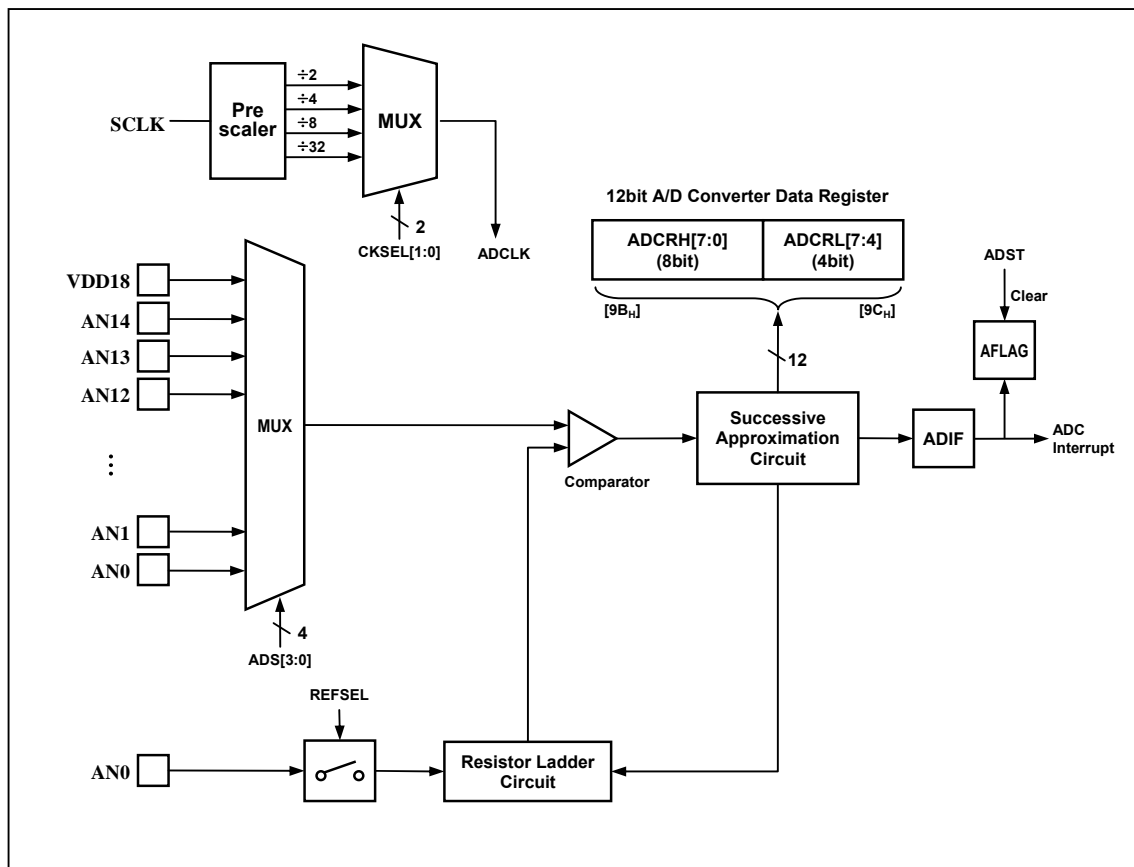 SCLK
Pre
scaler
÷2
÷4
÷8
÷32
MUX
2
CKSEL[1:0]
ADCLK
12bit A/D Converter Data Register
ADCRH[7:0]
(8bit)
ADCRL[7:4]
(4bit)
[9BH]
[9CH]
ADST
Clear
AFLAG
VDD18
AN14
AN13
AN12
...
AN1
AN0
MUX
4
ADS[3:0]
Comparator
12
Successive
Approximation
Circuit
ADIF
ADC
Interrupt
REFSEL
AN0
Resistor Ladder
Circuit